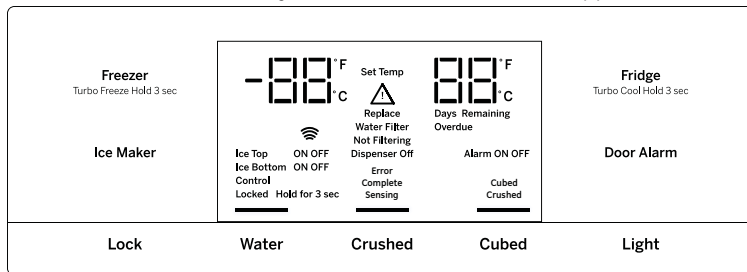 Freezer
Turbo Freeze Hold 3 sec
Ice Maker
-88 °F °C
Set Temp
88 °F °C
Replace
Water Filter
Not Filtering
Dispenser Off
Days Remaining
Overdue
Ice Top ON OFF
Ice Bottom ON OFF
Control
Locked Hold for 3 sec
Error
Complete
Sensing
Alarm ON OFF
Cubed
Crushed
Fridge
Turbo Cool Hold 3 sec
Door Alarm
Lock Water Crushed Cubed Light